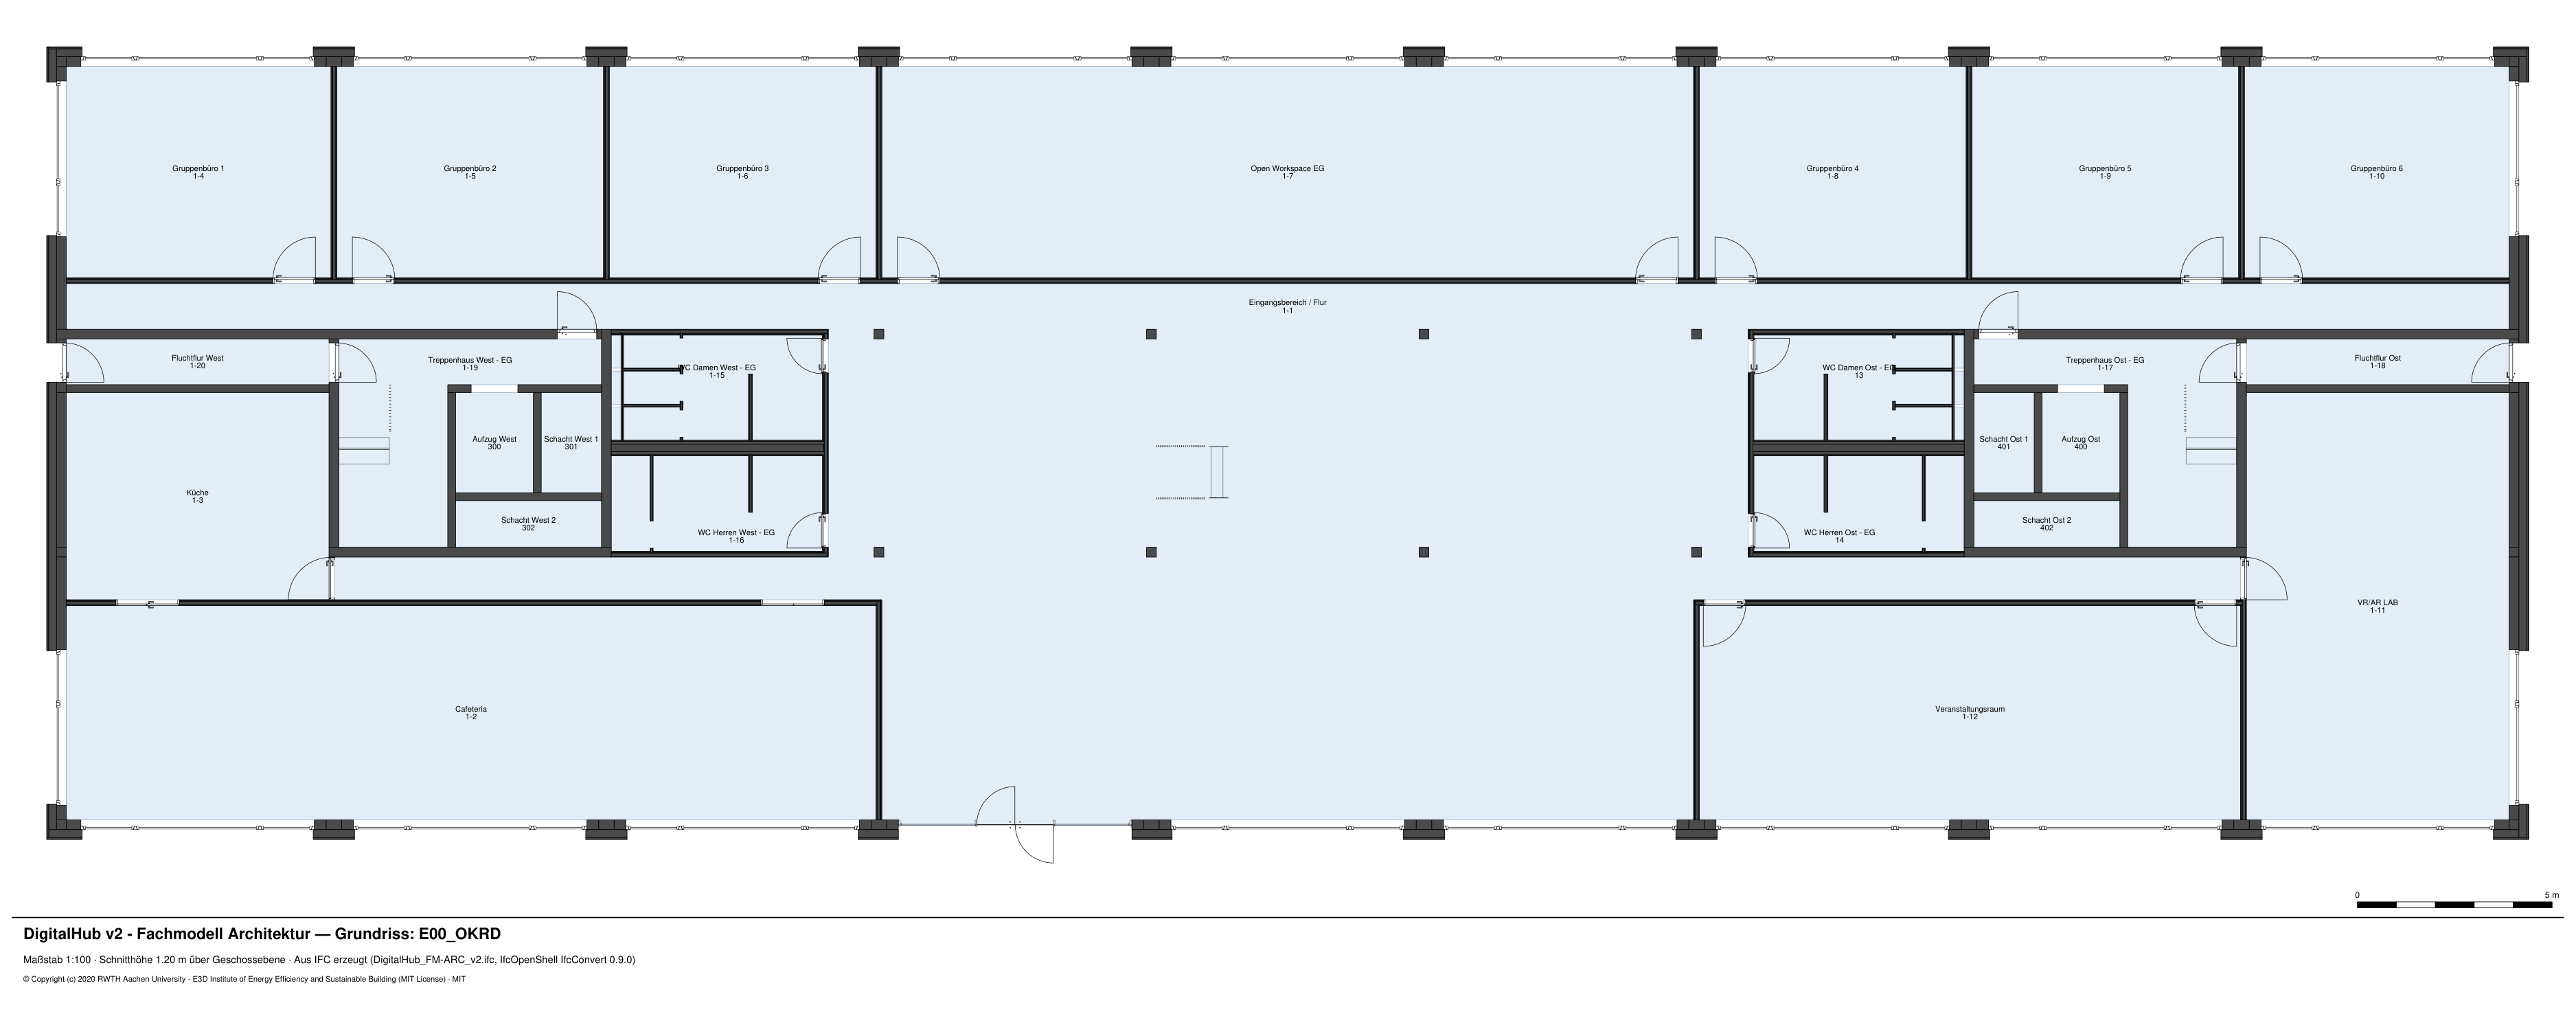 Gruppenbüro 1
1-4
Gruppenbüro 2
1-5
Gruppenbüro 3
1-6
Open Workspace EG
1-7
Gruppenbüro 4
1-8
Gruppenbüro 5
1-9
Gruppenbüro 6
1-10
Eingangsbereich / Flur
1-1
Fluchtflur West
1-20
Treppenhaus West - EG
1-19
WC Damen West - EG
1-15
WC Damen Ost - EG
13
Treppenhaus Ost - EG
1-17
Fluchtflur Ost
1-18
Aufzug West
300
Schacht West 1
301
Schacht Ost 1
401
Aufzug Ost
400
Küche
1-3
Schacht West 2
302
WC Herren West - EG
1-16
WC Herren Ost - EG
14
Schacht Ost 2
402
VR/AR LAB
1-11
Cafeteria
1-2
Veranstaltungsraum
1-12
0 5 m
DigitalHub v2 - Fachmodell Architektur — Grundriss: E00_OKRD
Maßstab 1:100 · Schnitthöhe 1.20 m über Geschossebene · Aus IFC erzeugt (DigitalHub_FM-ARC_v2.ifc, IfcOpenShell IfcConvert 0.9.0)
© Copyright (c) 2020 RWTH Aachen University - E3D Institute of Energy Efficiency and Sustainable Building (MIT License) · MIT